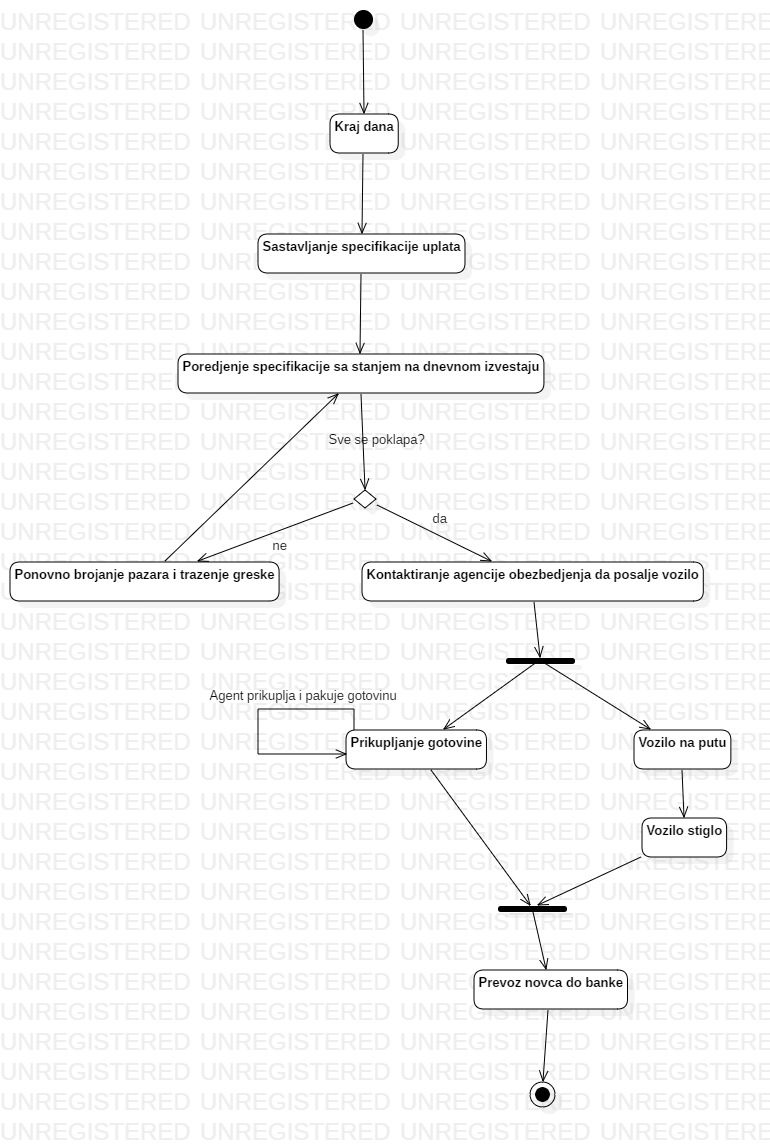 UNREGISTERED UNREGISTERED UNREGISTERED UNREGISTERE
Kraj dana
Sastavljanje specifikacije uplata
Poredjenje specifikacije sa stanjem na dnevnom izvestaju
Sve se poklapa?
da
ne
Ponovno brojanje pazara i trazenje greske
Kontaktiranje agencije obezbedjenja da posalje vozilo
Agent prikuplja i pakuje gotovinu
Prikupljanje gotovine
Vozilo na putu
Vozilo stiglo
Prevoz novca do banke